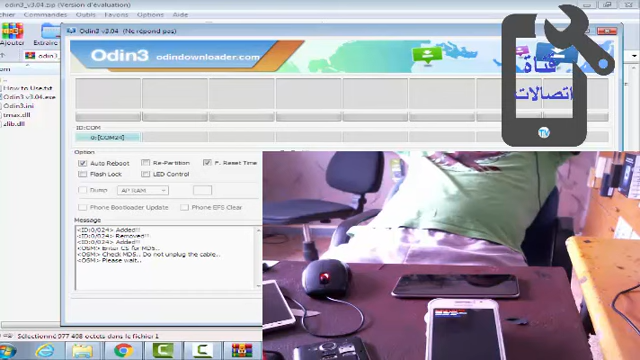 odin3_v3.04.zip (Version d'évaluation)
Fichier Commandes Outils Favoris Options Aide
Odin3 v3.04 (Ne répond pas)
Ajouter
Extraire
Odin3 odindownloader.com
قناة
اتصالات
TV
odin3
How to Use.txt
Odin3 v3.04.exe
Odin3.ini
tmax.dll
zlib.dll
ID:COM
0:[COM24]
Option
Auto Reboot
Re-Partition
F. Reset Time
Flash Lock
LED Control
Dump
AP RAM
Phone Bootloader Update
Phone EFS Clear
Message
<ID:0/024> Added!!
<ID:0/024> Removed!!
<ID:0/024> Added!!
<OSM> Enter CS for MD5..
<OSM> Check MD5.. Do not unplug the cable..
<OSM> Please wait..
Sélectionné 977 408 octets dans le fichier 1